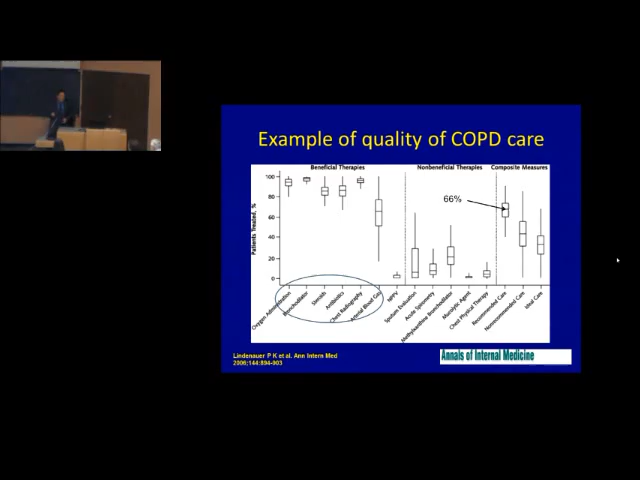 Example of quality of COPD care
Beneficial Therapies
Nonbeneficial Therapies
Composite Measures
Patients Treated, %
100
80
60
40
20
0
66%
Oxygen Administration
Bronchodilator
Steroids
Antibiotics
Chest Radiography
Arterial Blood Gas
NPPV
Sputum Evaluation
Acute Spirometry
Methylxanthine Bronchodilator
Mucolytic Agent
Chest Physical Therapy
Recommended Care
Nonrecommended Care
Ideal Care
Lindenauer P K et al. Ann Intern Med
2006;144:894-903
Annals of Internal Medicine